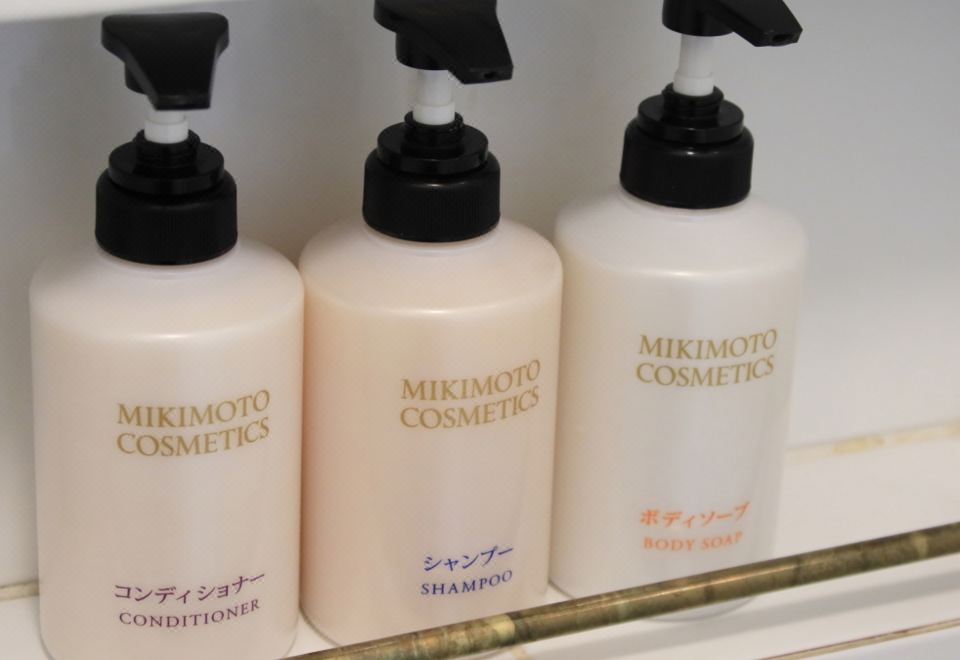 MIKIMOTO
COSMETICS
コンディショナー
CONDITIONER
MIKIMOTO
COSMETICS
シャンプー
SHAMPOO
MIKIMOTO
COSMETICS
ボディソープ
BODY SOAP